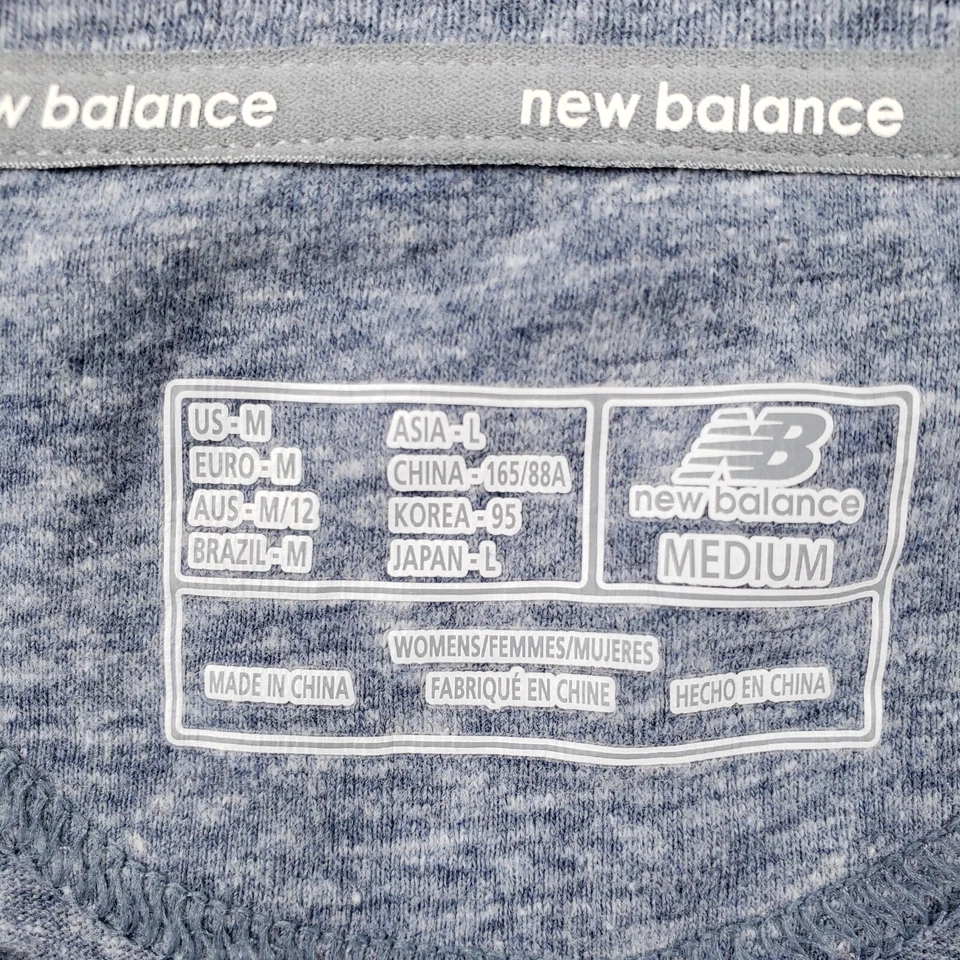 w balance new balance
US - M
EURO - M
AUS - M/12
BRAZIL - M
ASIA - L
CHINA - 165/88A
KOREA - 95
JAPAN - L
NB
new balance
MEDIUM
WOMENS/FEMMES/MUJERES
MADE IN CHINA FABRIQUÉ EN CHINE HECHO EN CHINA